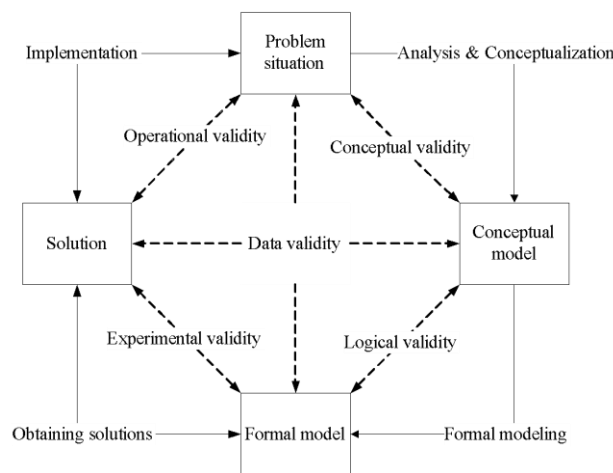 Implementation
Problem
situation
Analysis & Conceptualization
Operational validity
Conceptual validity
Solution
Data validity
Conceptual
model
Experimental validity
Logical validity
Obtaining solutions
Formal model
Formal modeling